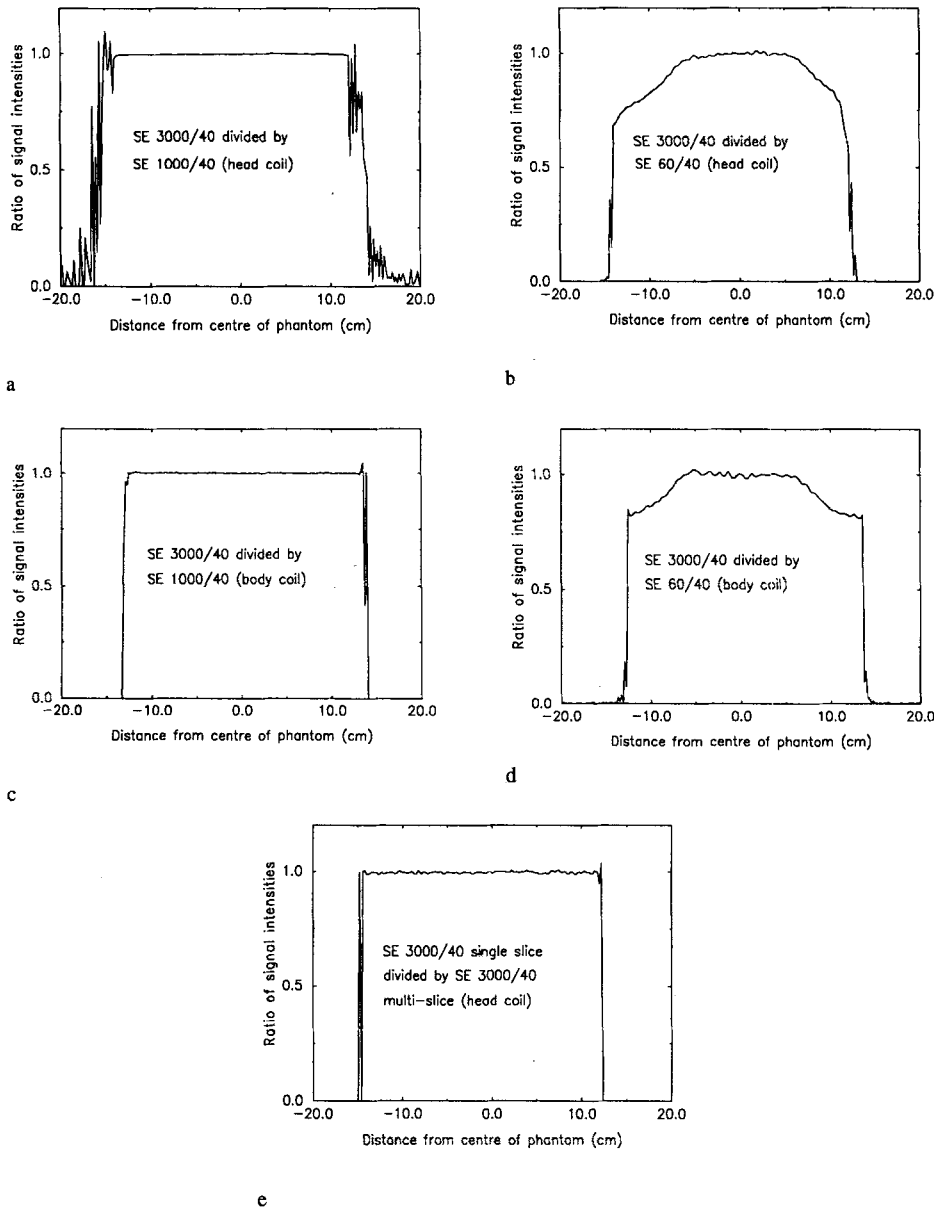 Ratio of signal intensities
1.0
0.5
0.0
SE 3000/40 divided by
SE 1000/40 (head coil)
−20.0 −10.0 0.0 10.0 20.0
Distance from centre of phantom (cm)
a
Ratio of signal intensities
1.0
0.5
0.0
SE 3000/40 divided by
SE 60/40 (head coil)
−20.0 −10.0 0.0 10.0 20.0
Distance from centre of phantom (cm)
b
Ratio of signal intensities
1.0
0.5
0.0
SE 3000/40 divided by
SE 1000/40 (body coil)
−20.0 −10.0 0.0 10.0 20.0
Distance from centre of phantom (cm)
c
Ratio of signal intensities
1.0
0.5
0.0
SE 3000/40 divided by
SE 60/40 (body coil)
−20.0 −10.0 0.0 10.0 20.0
Distance from centre of phantom (cm)
d
Ratio of signal intensities
1.0
0.5
0.0
SE 3000/40 single slice
divided by SE 3000/40
multi−slice (head coil)
−20.0 −10.0 0.0 10.0 20.0
Distance from centre of phantom (cm)
e